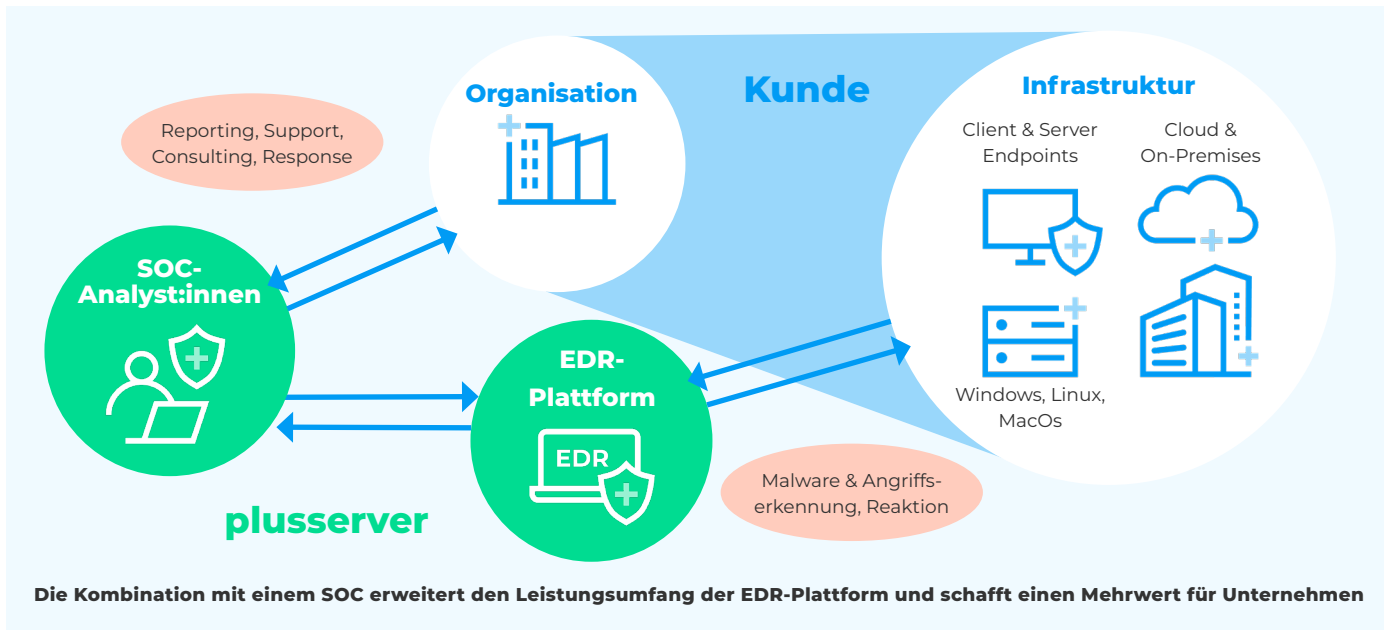 Organisation
Kunde
Infrastruktur
Reporting, Support,
Consulting, Response
Client & Server
Endpoints
Cloud &
On-Premises
SOC-
Analyst:innen
EDR-
Plattform
EDR
Windows, Linux,
MacOs
Malware & Angriffs-
erkennung, Reaktion
plusserver
Die Kombination mit einem SOC erweitert den Leistungsumfang der EDR-Plattform und schafft einen Mehrwert für Unternehmen